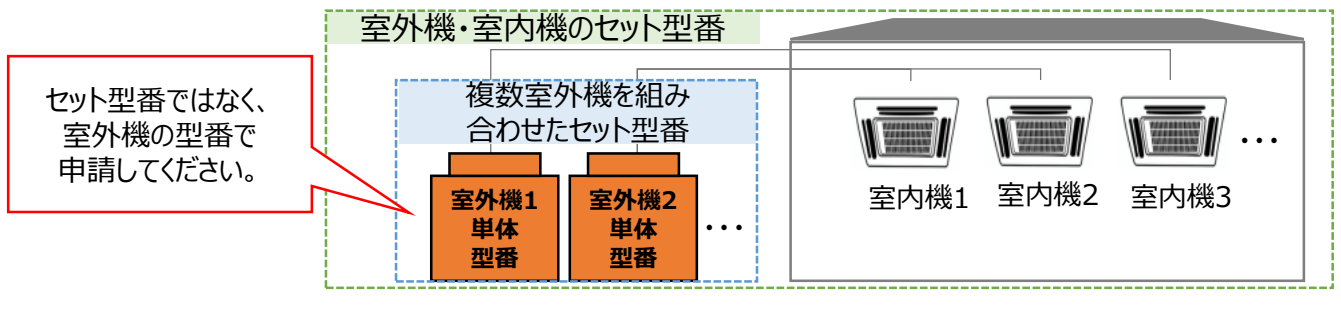 室外機・室内機のセット型番
セット型番ではなく、
室外機の型番で
申請してください。
複数室外機を組み
合わせたセット型番
室外機1
単体
型番
室外機2
単体
型番
・・・
室内機1
室内機2
室内機3
・・・